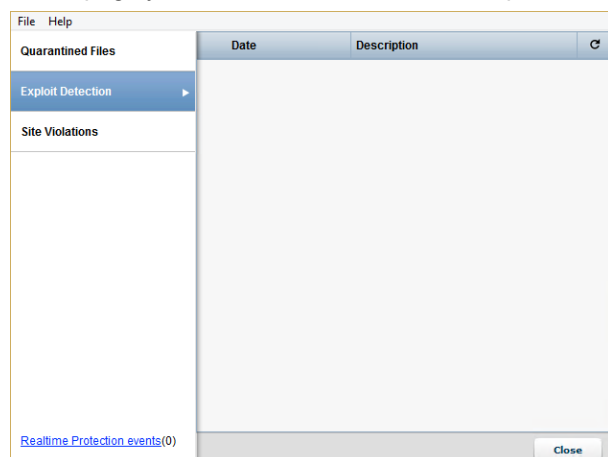 File Help
Quarantined Files
Date Description
Exploit Detection
Site Violations
Realtime Protection events(0)
Close